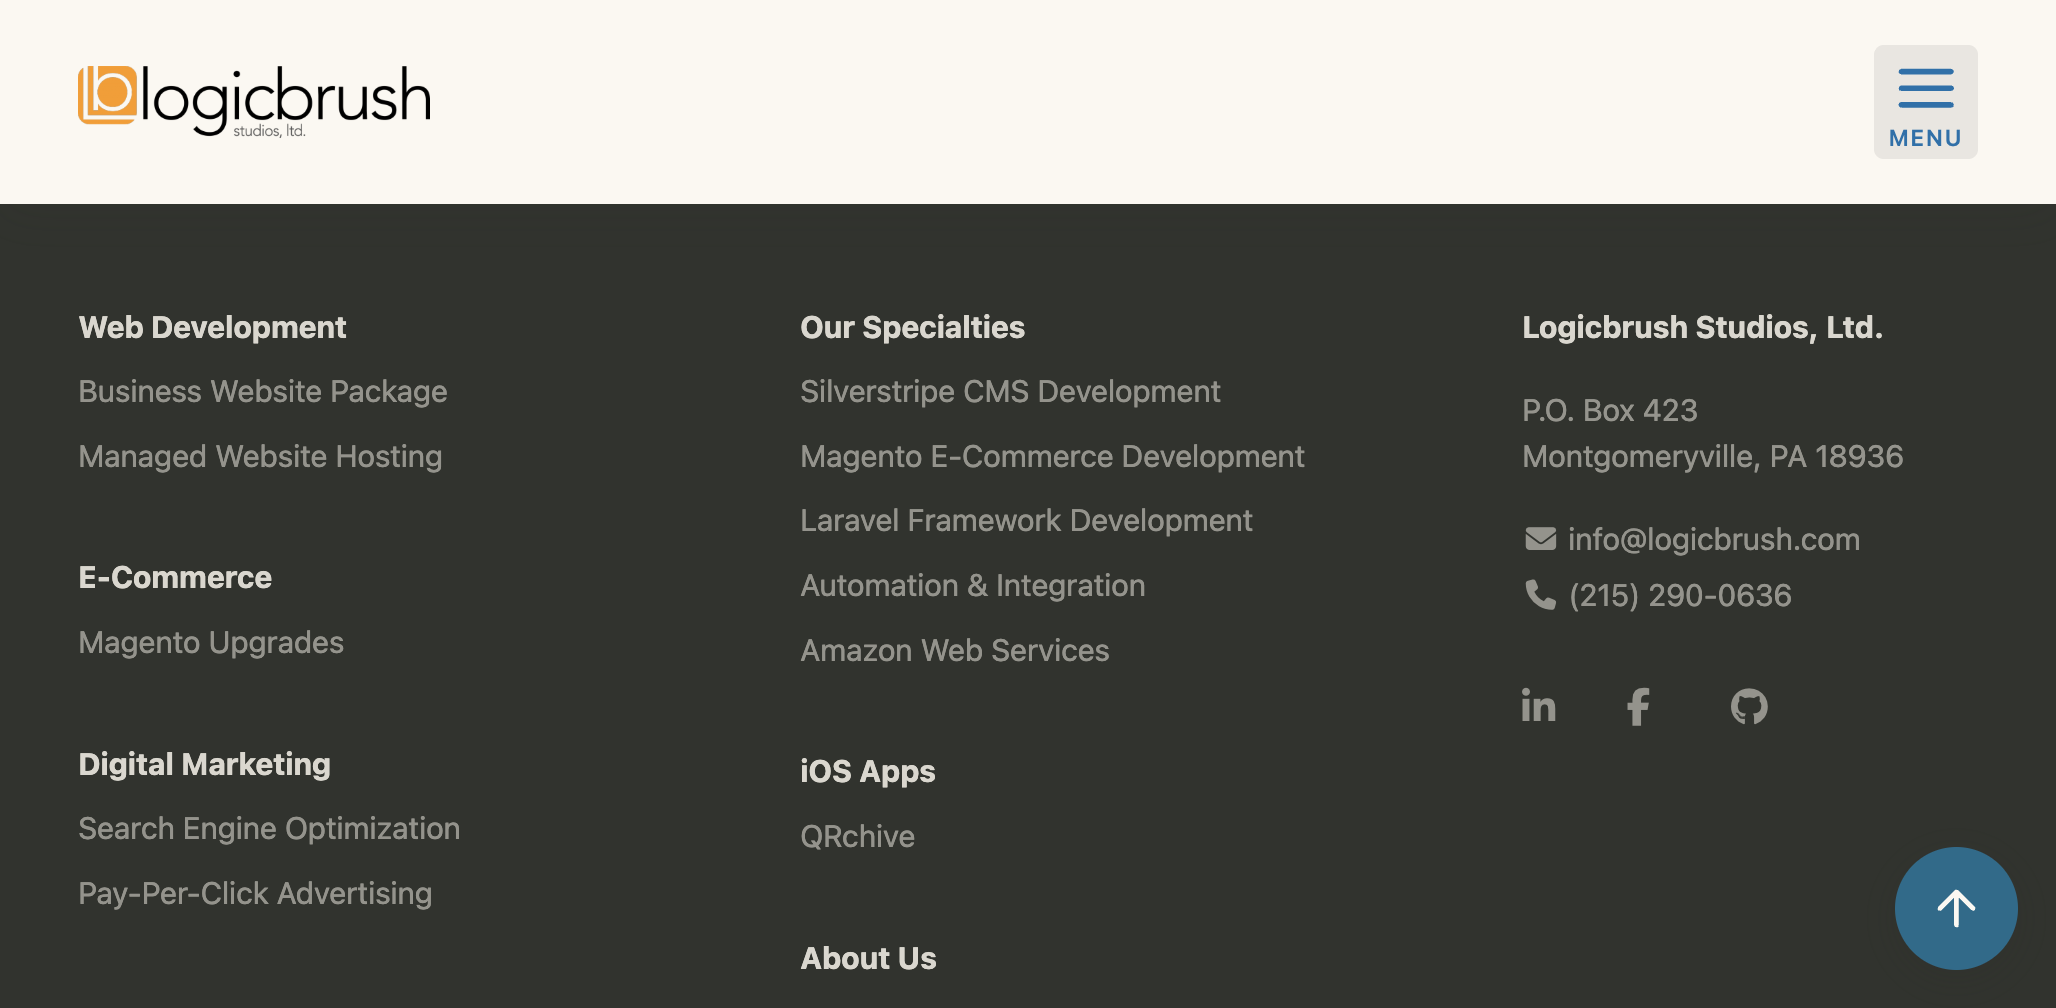 logicbrush
studios, ltd.
MENU
Web Development
Business Website Package
Managed Website Hosting
E-Commerce
Magento Upgrades
Digital Marketing
Search Engine Optimization
Pay-Per-Click Advertising
Our Specialties
Silverstripe CMS Development
Magento E-Commerce Development
Laravel Framework Development
Automation & Integration
Amazon Web Services
iOS Apps
QRchive
About Us
Logicbrush Studios, Ltd.
P.O. Box 423
Montgomeryville, PA 18936
info@logicbrush.com
(215) 290-0636